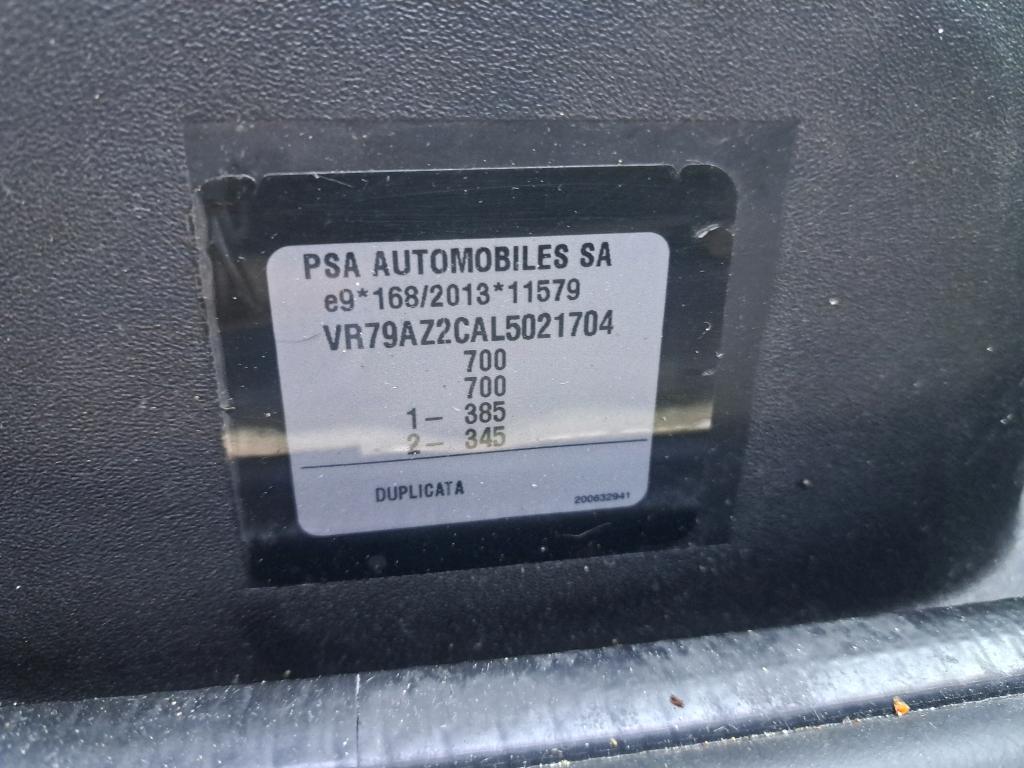 PSA AUTOMOBILES SA
e9*168/2013*11579
VR79AZ2CAL5021704
700
700
1- 385
2- 345
DUPLICATA
200632941